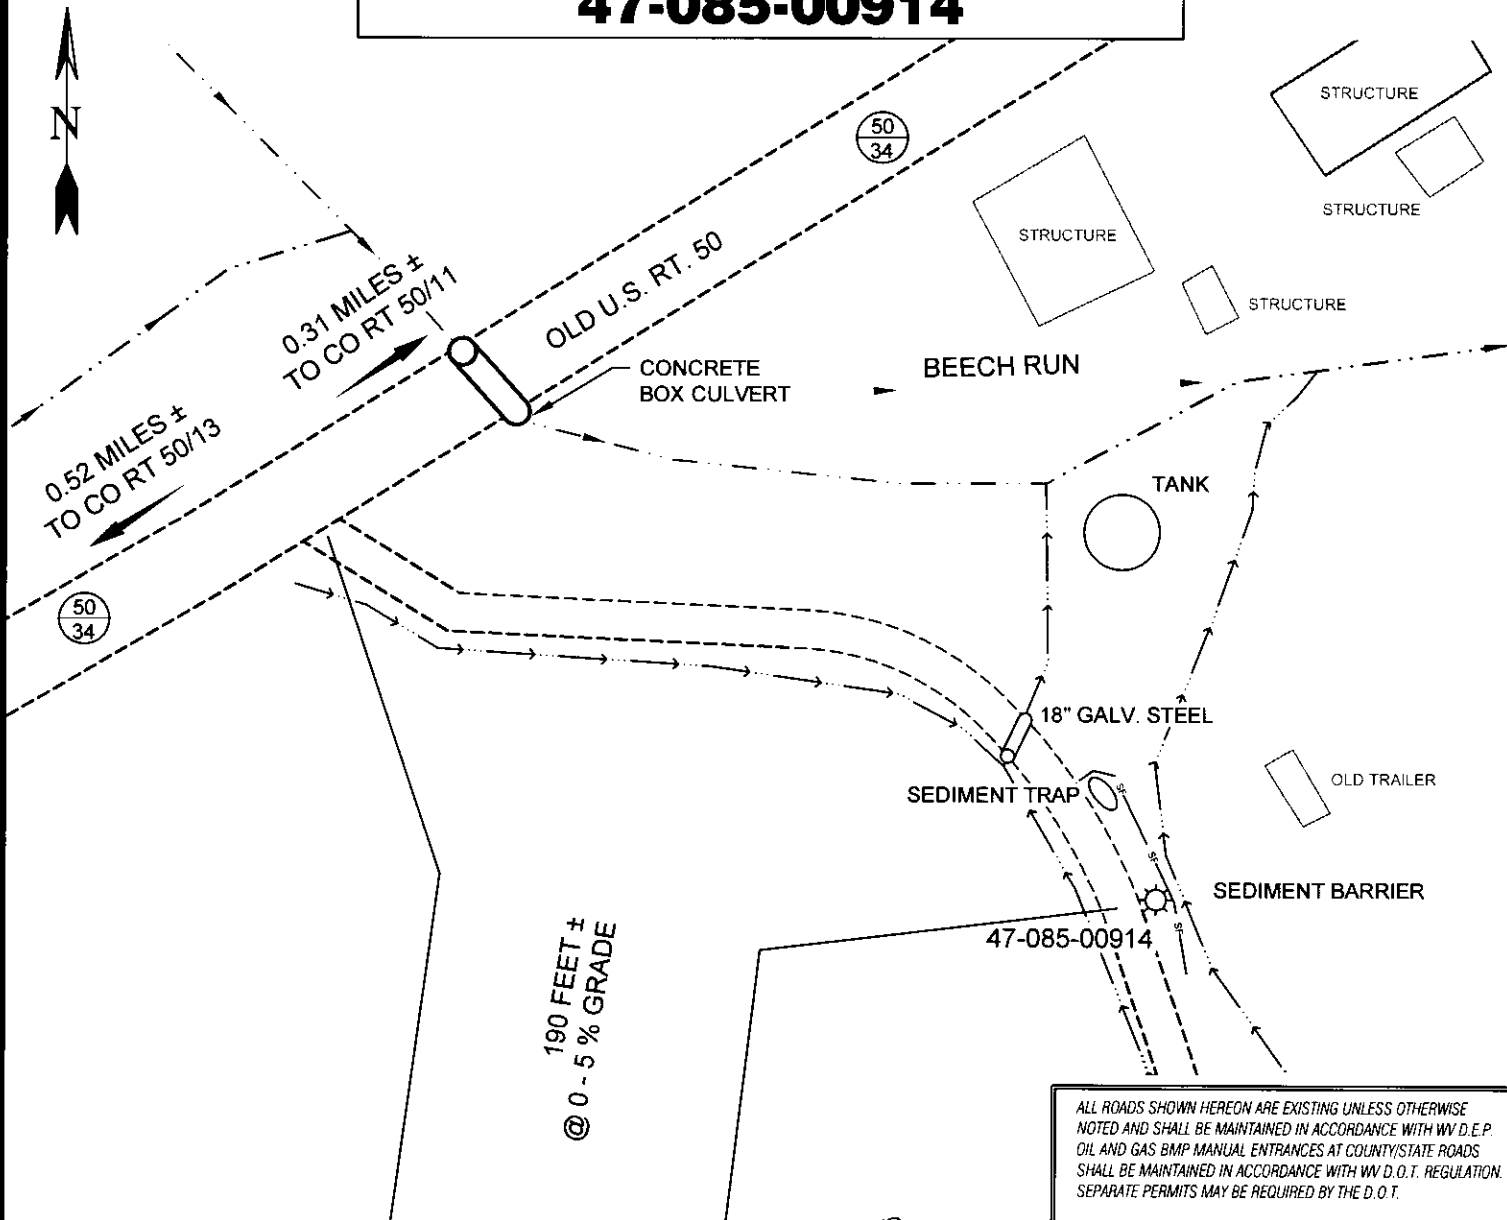 47-085-00914
N
50
34
STRUCTURE
STRUCTURE
STRUCTURE
STRUCTURE
0.31 MILES ±
TO CO RT 50/11
OLD U.S. RT. 50
CONCRETE
BOX CULVERT
BEECH RUN
0.52 MILES ±
TO CO RT 50/13
TANK
50
34
18" GALV. STEEL
SEDIMENT TRAP
SF
OLD TRAILER
SF
SEDIMENT BARRIER
SF
47-085-00914
190 FEET ±
@ 0 - 5 % GRADE
ALL ROADS SHOWN HEREON ARE EXISTING UNLESS OTHERWISE
NOTED AND SHALL BE MAINTAINED IN ACCORDANCE WITH WV D.E.P.
OIL AND GAS BMP MANUAL ENTRANCES AT COUNTY/STATE ROADS
SHALL BE MAINTAINED IN ACCORDANCE WITH WV D.O.T. REGULATION.
SEPARATE PERMITS MAY BE REQUIRED BY THE D.O.T.